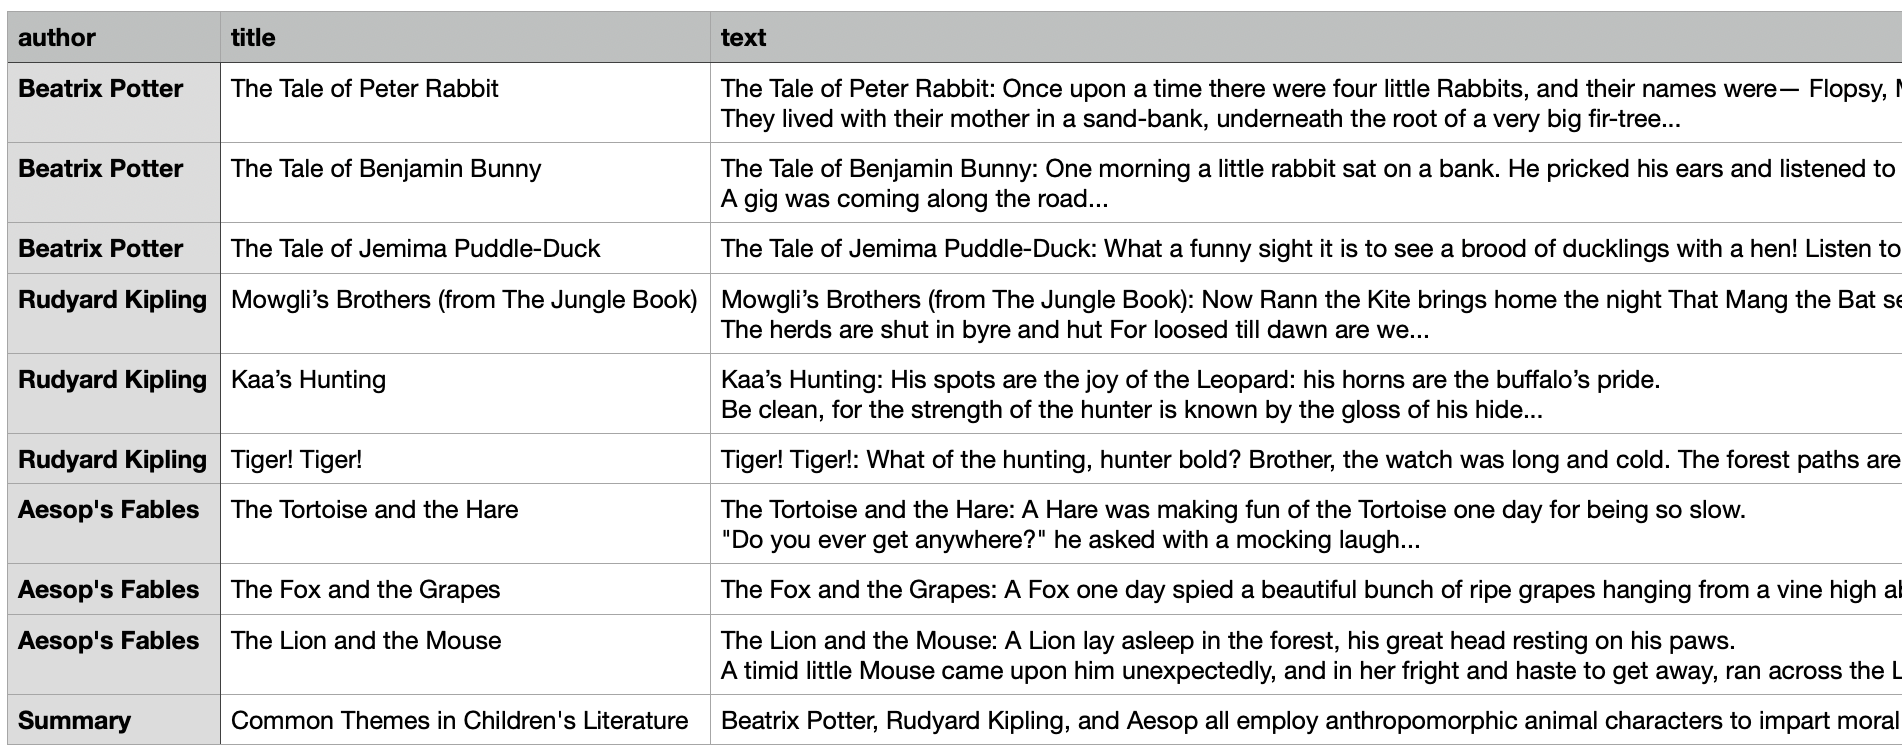 author title text
Beatrix Potter The Tale of Peter Rabbit The Tale of Peter Rabbit: Once upon a time there were four little Rabbits, and their names were— Flopsy,
They lived with their mother in a sand-bank, underneath the root of a very big fir-tree...
Beatrix Potter The Tale of Benjamin Bunny The Tale of Benjamin Bunny: One morning a little rabbit sat on a bank. He pricked his ears and listened to
A gig was coming along the road...
Beatrix Potter The Tale of Jemima Puddle-Duck The Tale of Jemima Puddle-Duck: What a funny sight it is to see a brood of ducklings with a hen! Listen to
Rudyard Kipling Mowgli’s Brothers (from The Jungle Book) Mowgli’s Brothers (from The Jungle Book): Now Rann the Kite brings home the night That Mang the Bat se
The herds are shut in byre and hut For loosed till dawn are we...
Rudyard Kipling Kaa’s Hunting Kaa’s Hunting: His spots are the joy of the Leopard: his horns are the buffalo’s pride.
Be clean, for the strength of the hunter is known by the gloss of his hide...
Rudyard Kipling Tiger! Tiger! Tiger! Tiger!: What of the hunting, hunter bold? Brother, the watch was long and cold. The forest paths are
Aesop's Fables The Tortoise and the Hare The Tortoise and the Hare: A Hare was making fun of the Tortoise one day for being so slow.
"Do you ever get anywhere?" he asked with a mocking laugh...
Aesop's Fables The Fox and the Grapes The Fox and the Grapes: A Fox one day spied a beautiful bunch of ripe grapes hanging from a vine high ab
Aesop's Fables The Lion and the Mouse The Lion and the Mouse: A Lion lay asleep in the forest, his great head resting on his paws.
A timid little Mouse came upon him unexpectedly, and in her fright and haste to get away, ran across the L
Summary Common Themes in Children's Literature Beatrix Potter, Rudyard Kipling, and Aesop all employ anthropomorphic animal characters to impart moral